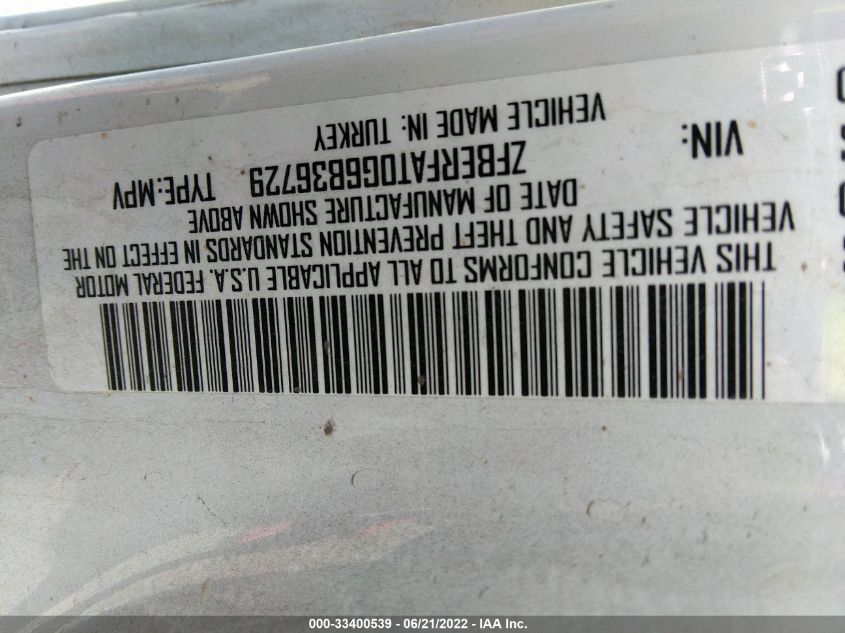 THIS VEHICLE CONFORMS TO ALL APPLICABLE U.S.A. FEDERAL MOTOR
VEHICLE SAFETY AND THEFT PREVENTION STANDARDS IN EFFECT ON THE
DATE OF MANUFACTURE SHOWN ABOVE
VIN: ZFBERFAT0G6B36729 TYPE:MPV
VEHICLE MADE IN: TURKEY
000-33400539 - 06/21/2022 - IAA Inc.